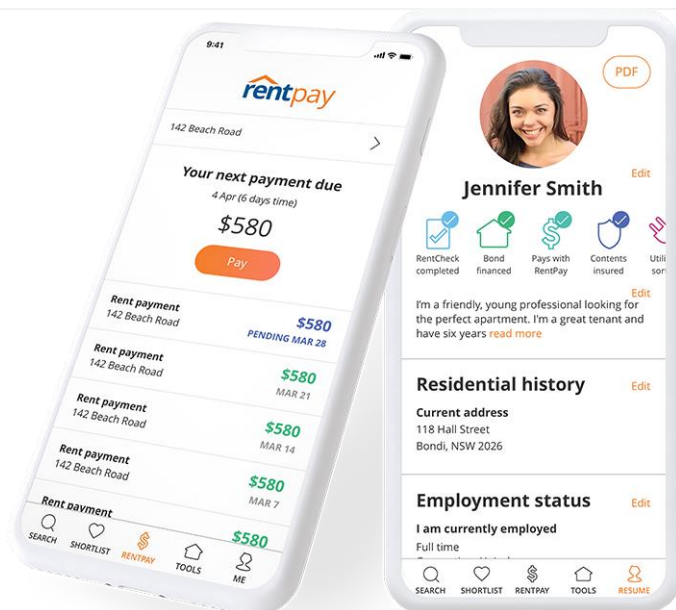 9:41
rentpay
142 Beach Road
Your next payment due
4 Apr (6 days time)
$580
Pay
Rent payment
142 Beach Road
$580
PENDING MAR 28
Rent payment
142 Beach Road
$580
MAR 21
Rent payment
142 Beach Road
$580
MAR 14
Rent payment
142 Beach Road
$580
MAR 7
Rent payment
$580
SEARCH
SHORTLIST
RENTPAY
TOOLS
ME
PDF
Edit
Jennifer Smith
RentCheck
completed
Bond
financed
Pays with
RentPay
Contents
insured
Edit
I'm a friendly, young professional looking for
the perfect apartment. I'm a great tenant and
have six years read more
Residential history
Edit
Current address
118 Hall Street
Bondi, NSW 2026
Employment status
Edit
I am currently employed
Full time
SEARCH
SHORTLIST
RENTPAY
TOOLS
RESUME